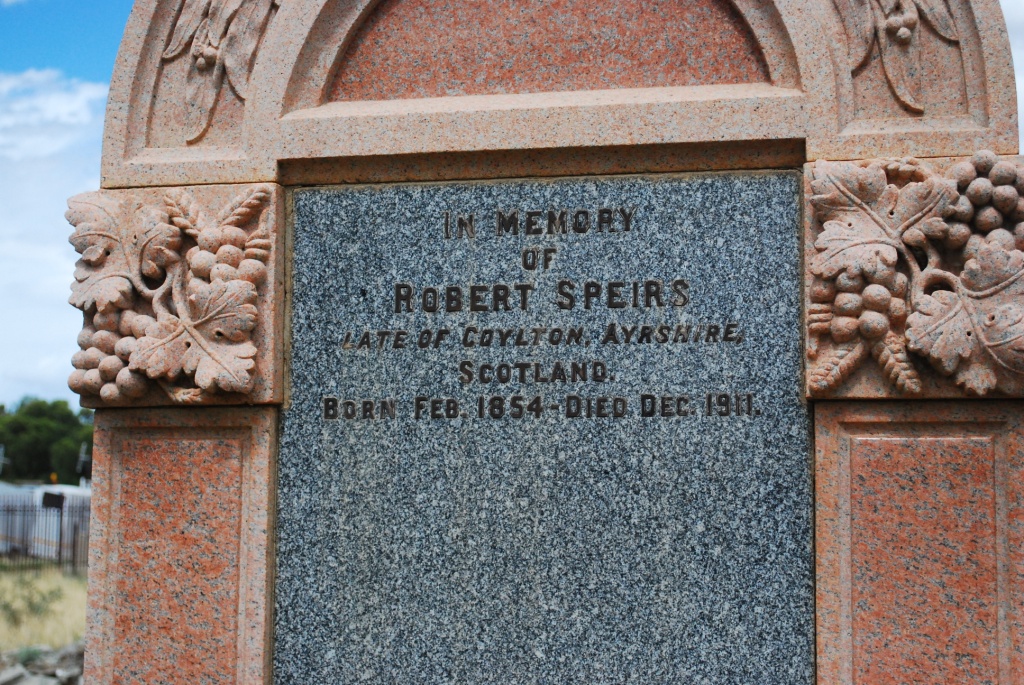 IN MEMORY
OF
ROBERT SPEIRS
LATE OF COYLTON, AYRSHIRE,
SCOTLAND.
BORN FEB. 1854 - DIED DEC. 1911.